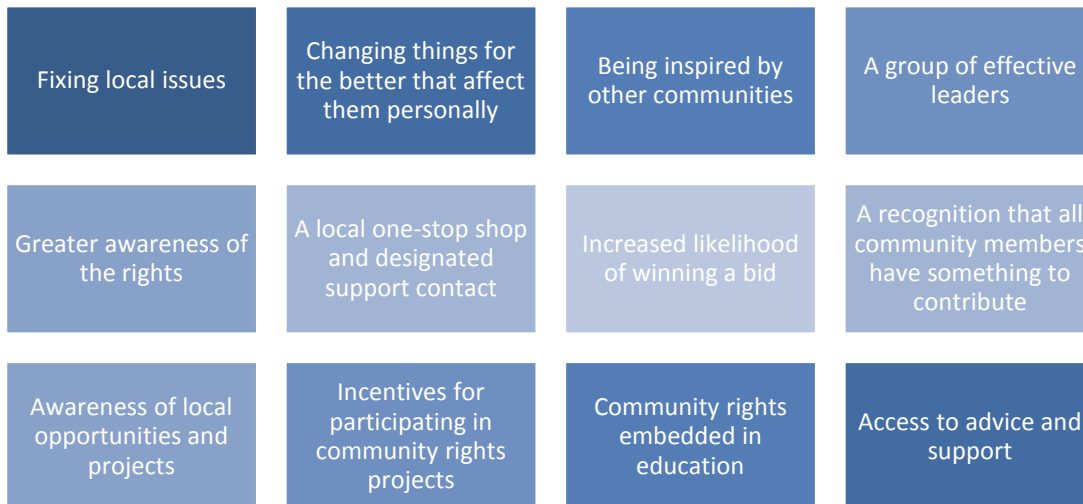 Fixing local issues
Changing things for
the better that affect
them personally
Being inspired by
other communities
A group of effective
leaders
Greater awareness of
the rights
A local one-stop shop
and designated
support contact
Increased likelihood
of winning a bid
A recognition that all
community members
have something to
contribute
Awareness of local
opportunities and
projects
Incentives for
participating in
community rights
projects
Community rights
embedded in
education
Access to advice and
support